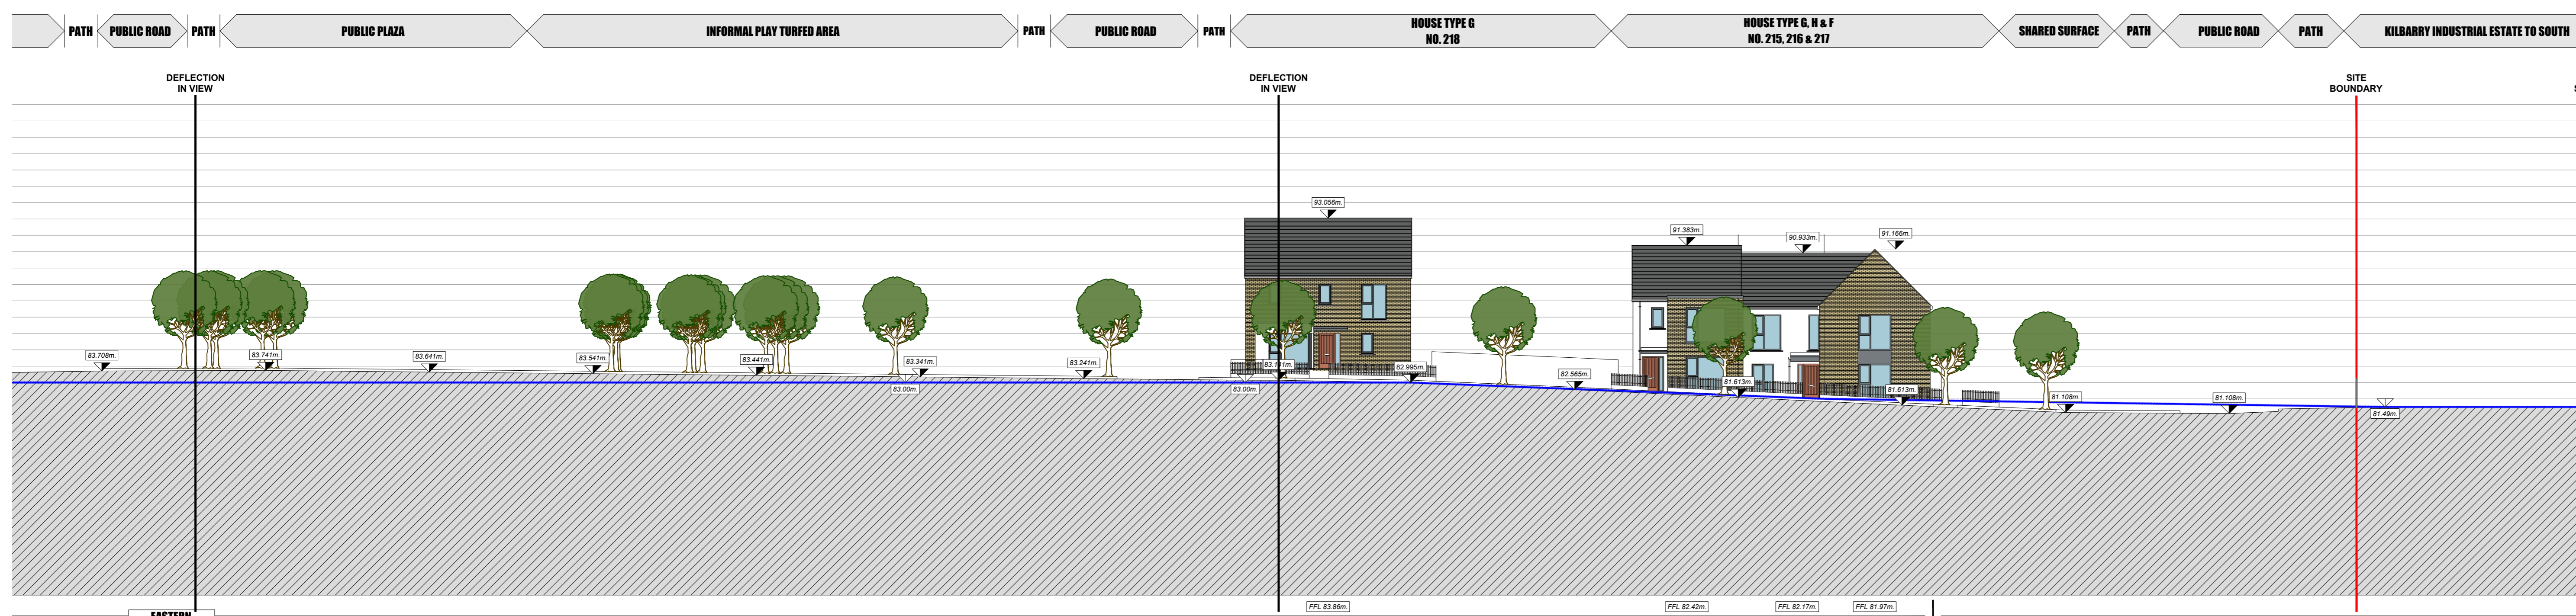 PATH
PUBLIC ROAD
PATH
PUBLIC PLAZA
INFORMAL PLAY TURFED AREA
PATH
PUBLIC ROAD
PATH
HOUSE TYPE G
NO. 218
HOUSE TYPE G, H & F
NO. 215, 216 & 217
SHARED SURFACE
PATH
PUBLIC ROAD
PATH
KILBARRY INDUSTRIAL ESTATE TO SOUTH
DEFLECTION
IN VIEW
DEFLECTION
IN VIEW
SITE
BOUNDARY
93.056m.
91.383m.
90.933m.
91.166m.
83.708m.
83.741m.
83.641m.
83.541m.
83.441m.
83.341m.
83.241m.
82.995m.
82.565m.
81.613m.
81.613m.
81.108m.
81.108m.
83.00m.
83.00m.
81.49m.
EASTERN
FFL 83.86m.
FFL 82.42m.
FFL 82.17m.
FFL 81.97m.